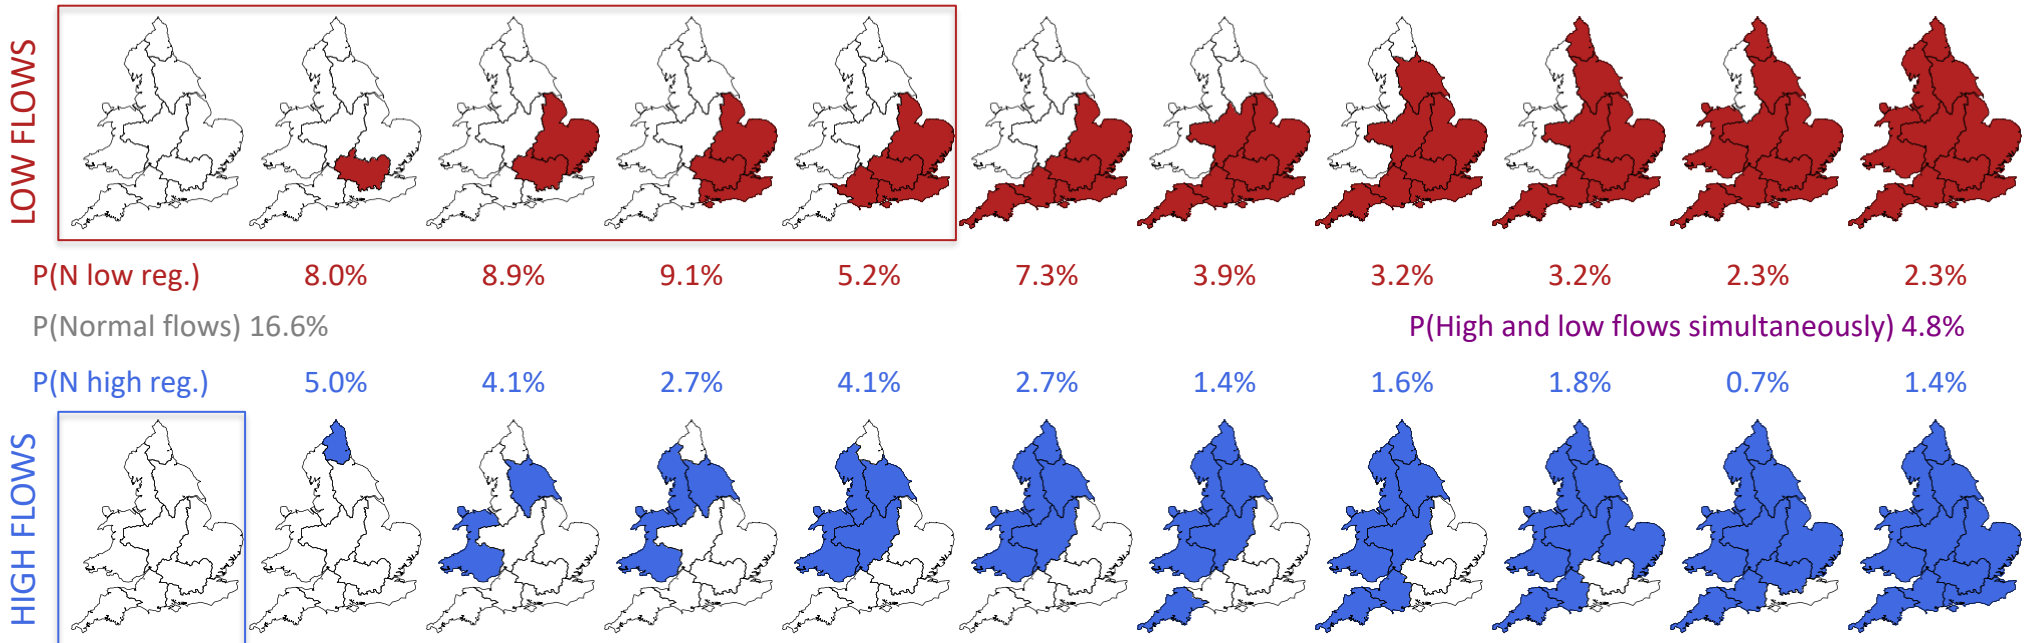 LOW FLOWS
P(N low reg.) 8.0% 8.9% 9.1% 5.2% 7.3% 3.9% 3.2% 3.2% 2.3% 2.3%
P(Normal flows) 16.6% P(High and low flows simultaneously) 4.8%
P(N high reg.) 5.0% 4.1% 2.7% 4.1% 2.7% 1.4% 1.6% 1.8% 0.7% 1.4%
HIGH FLOWS